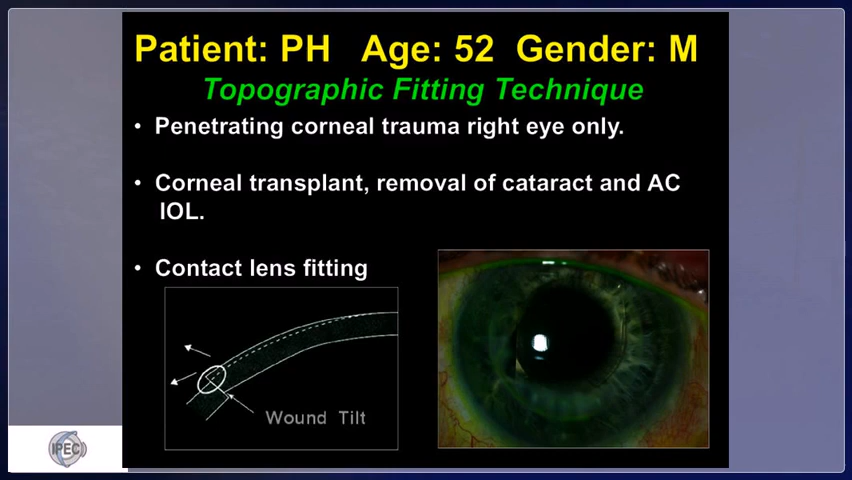 Patient: PH Age: 52 Gender: M
Topographic Fitting Technique
• Penetrating corneal trauma right eye only.
• Corneal transplant, removal of cataract and AC
IOL.
• Contact lens fitting
Wound Tilt
IPEC